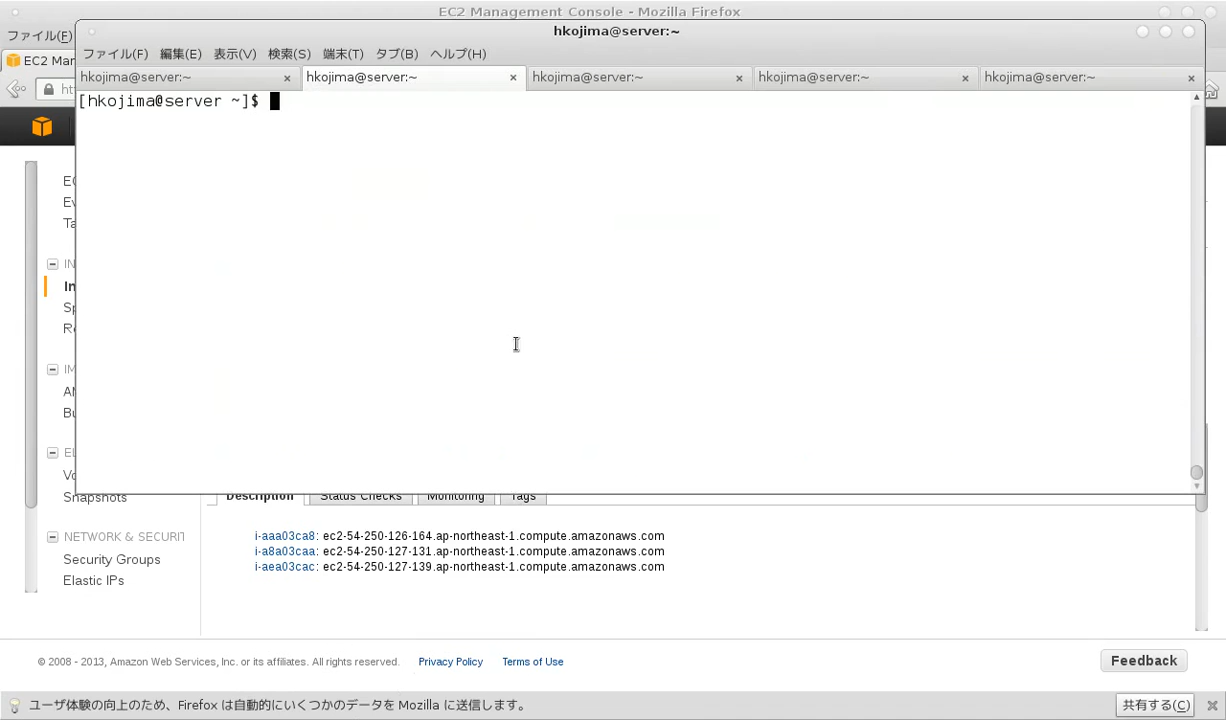 EC2 Management Console - Mozilla Firefox
ファイル(F)
hkojima@server:~
EC2 Man
ファイル(F) 編集(E) 表示(V) 検索(S) 端末(T) タブ(B) ヘルプ(H)
hkojima@server:~ × hkojima@server:~ × hkojima@server:~ × hkojima@server:~ × hkojima@server:~ ×
[hkojima@server ~]$
Snapshots
Description Status Checks Monitoring Tags
NETWORK & SECURIT
Security Groups
Elastic IPs
i-aaa03ca8: ec2-54-250-126-164.ap-northeast-1.compute.amazonaws.com
i-a8a03caa: ec2-54-250-127-131.ap-northeast-1.compute.amazonaws.com
i-aea03cac: ec2-54-250-127-139.ap-northeast-1.compute.amazonaws.com
© 2008 - 2013, Amazon Web Services, Inc. or its affiliates. All rights reserved. Privacy Policy Terms of Use Feedback
ユーザ体験の向上のため、Firefox は自動的にいくつかのデータを Mozilla に送信します。 共有する(C) ×